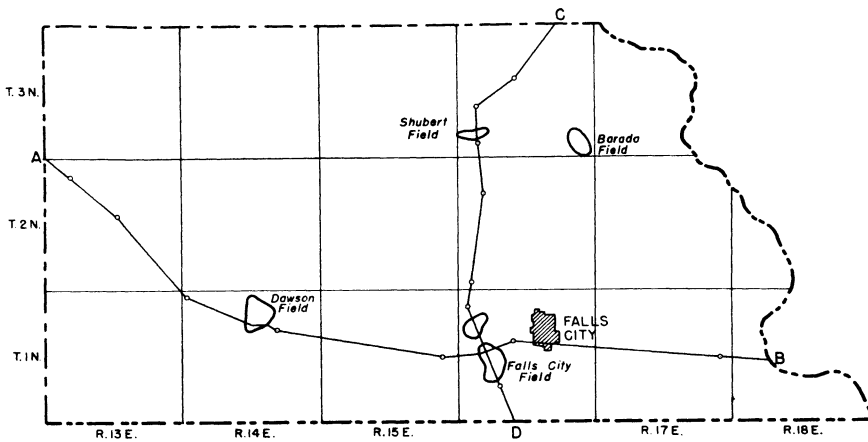 C
T. 3 N.
Shubert
Field
Barada
Field
A
T. 2 N.
Dawson
Field
FALLS
CITY
T. 1 N.
B
Falls City
Field
R. 13 E.
R. 14 E.
R. 15 E.
D
R. 17 E.
R. 18 E.